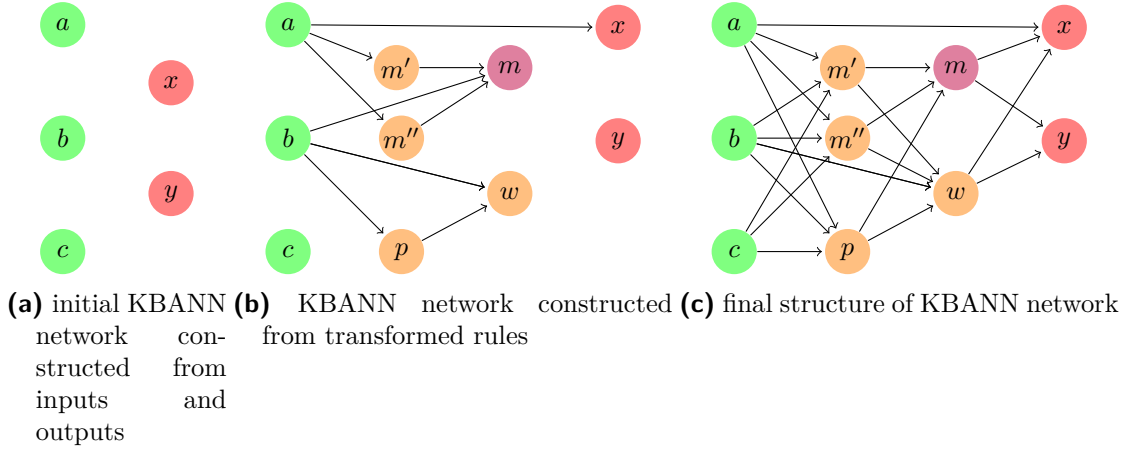 a
x
b
y
c
a
x
m′
m
b
m′′
y
w
c
p
a
x
m′
m
b
m′′
y
w
c
p
(a) initial KBANN
network con-
structed from
inputs and
outputs
(b) KBANN network constructed
from transformed rules
(c) final structure of KBANN network